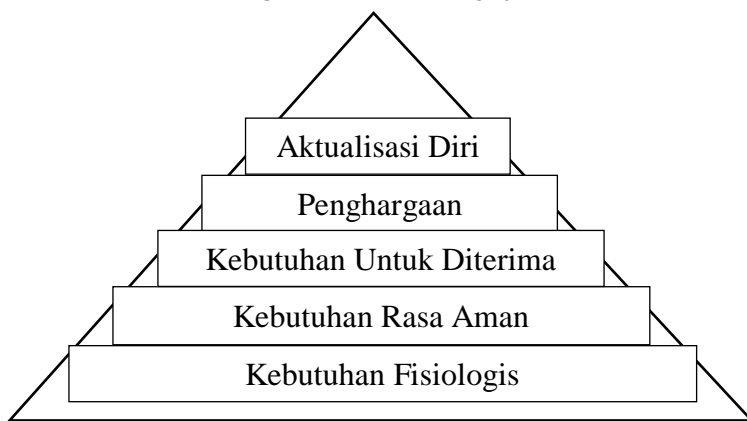 Aktualisasi Diri
Penghargaan
Kebutuhan Untuk Diterima
Kebutuhan Rasa Aman
Kebutuhan Fisiologis